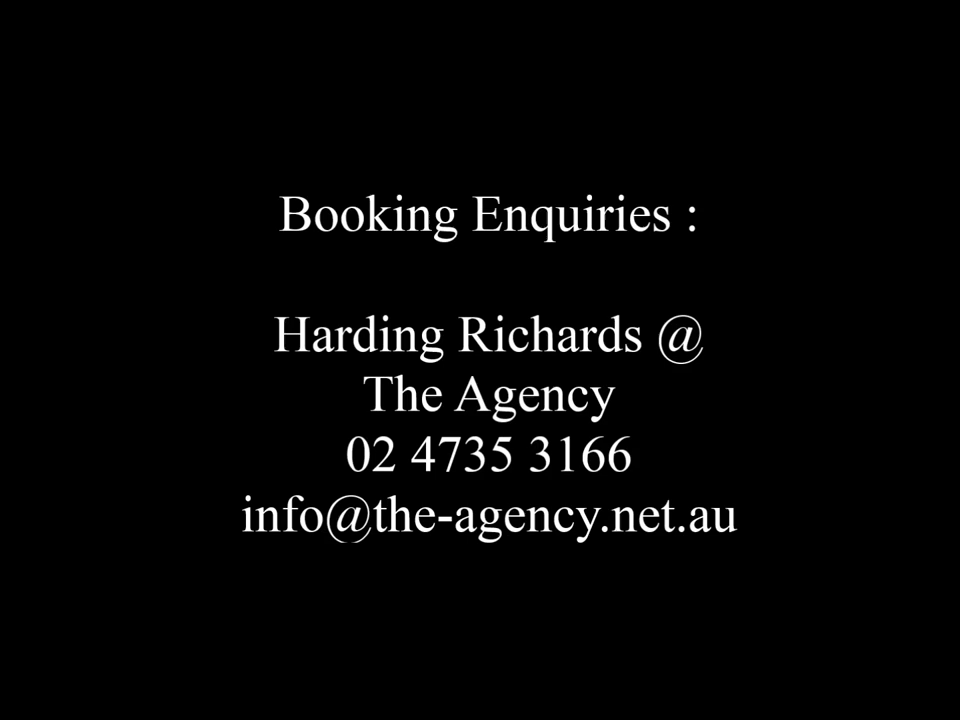 Booking Enquiries :
Harding Richards @
The Agency
02 4735 3166
info@the-agency.net.au